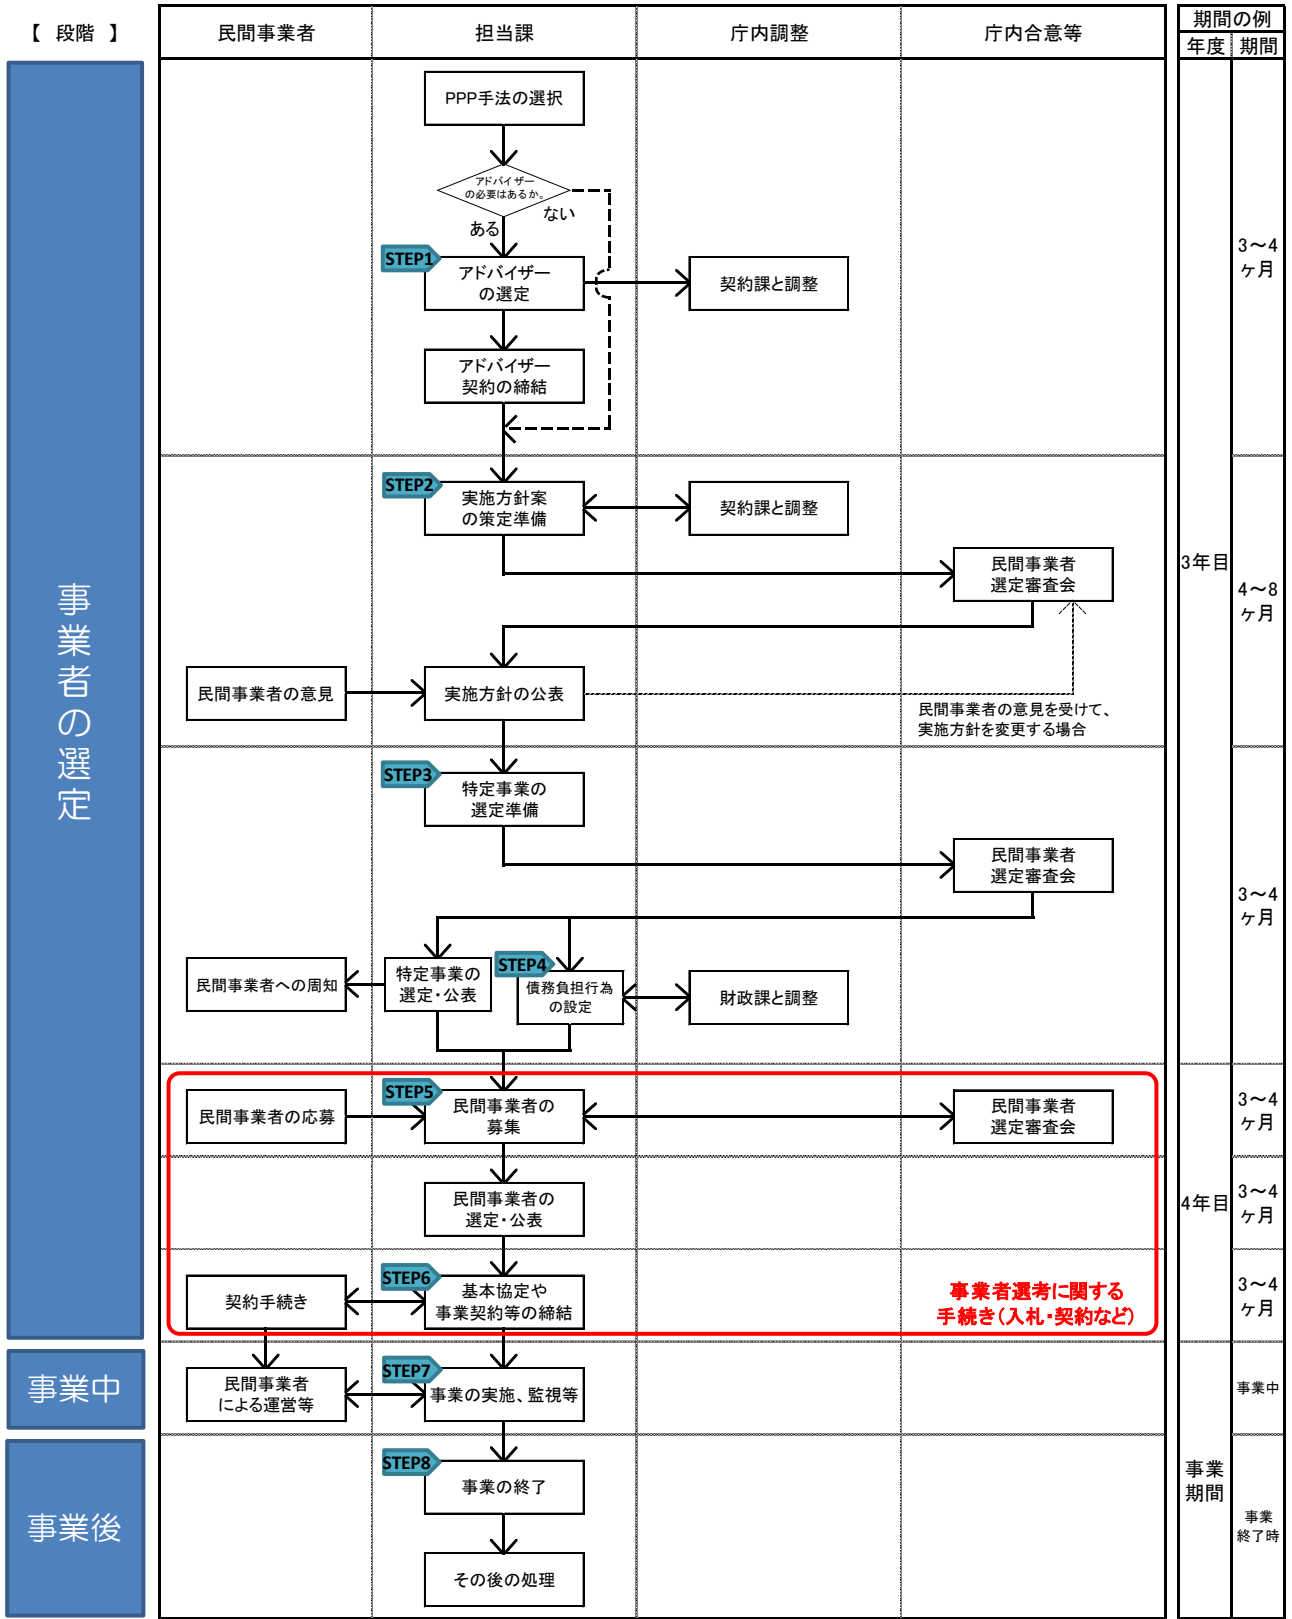 【 段階 】
民間事業者
担当課
庁内調整
庁内合意等
期間の例
年度
期間
事業者の選定
PPP手法の選択
アドバイザー
の必要はあるか。
ない
ある
STEP1
アドバイザー
の選定
契約課と調整
3～4
ヶ月
アドバイザー
契約の締結
STEP2
実施方針案
の策定準備
契約課と調整
民間事業者
選定審査会
3年目
4～8
ヶ月
民間事業者の意見
実施方針の公表
民間事業者の意見を受けて、
実施方針を変更する場合
STEP3
特定事業の
選定準備
民間事業者
選定審査会
3～4
ヶ月
民間事業者への周知
特定事業の
選定・公表
STEP4
債務負担行為
の設定
財政課と調整
STEP5
民間事業者の応募
民間事業者の
募集
民間事業者
選定審査会
3～4
ヶ月
民間事業者の
選定・公表
4年目
3～4
ヶ月
STEP6
契約手続き
基本協定や
事業契約等の締結
事業者選考に関する
手続き(入札・契約など)
3～4
ヶ月
事業中
STEP7
民間事業者
による運営等
事業の実施、監視等
事業中
事業後
STEP8
事業の終了
事業
期間
事業
終了時
その後の処理